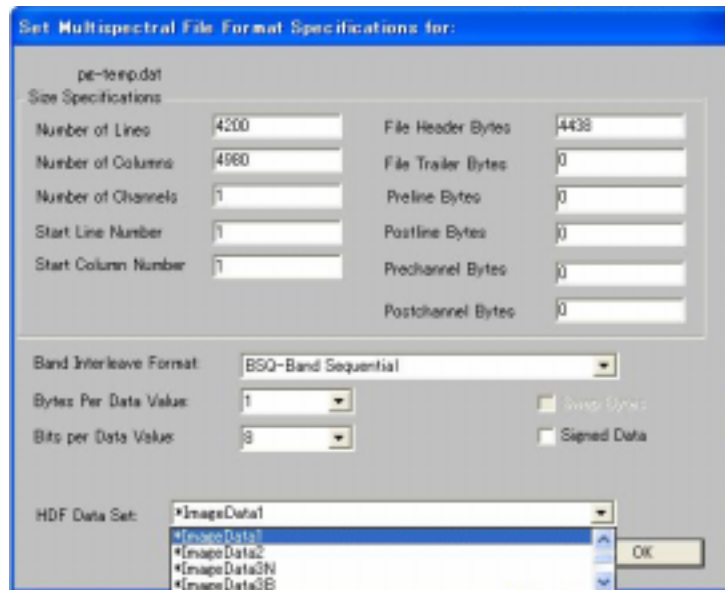 Set Multispectral File Format Specifications for:
pe-temp.dat
Size Specifications
Number of Lines 4200 File Header Bytes 4438
Number of Columns 4980 File Trailer Bytes 0
Number of Channels 1 Preline Bytes 0
Start Line Number 1 Postline Bytes 0
Start Column Number 1 Prechannel Bytes 0
Postchannel Bytes 0
Band Interleave Format: BSQ-Band Sequential
Bytes Per Data Value: 1 Swap Bytes
Bits per Data Value: 8 Signed Data
HDF Data Set: *ImageData1
*ImageData1
*ImageData2 OK
*ImageData3N
*ImageData3B